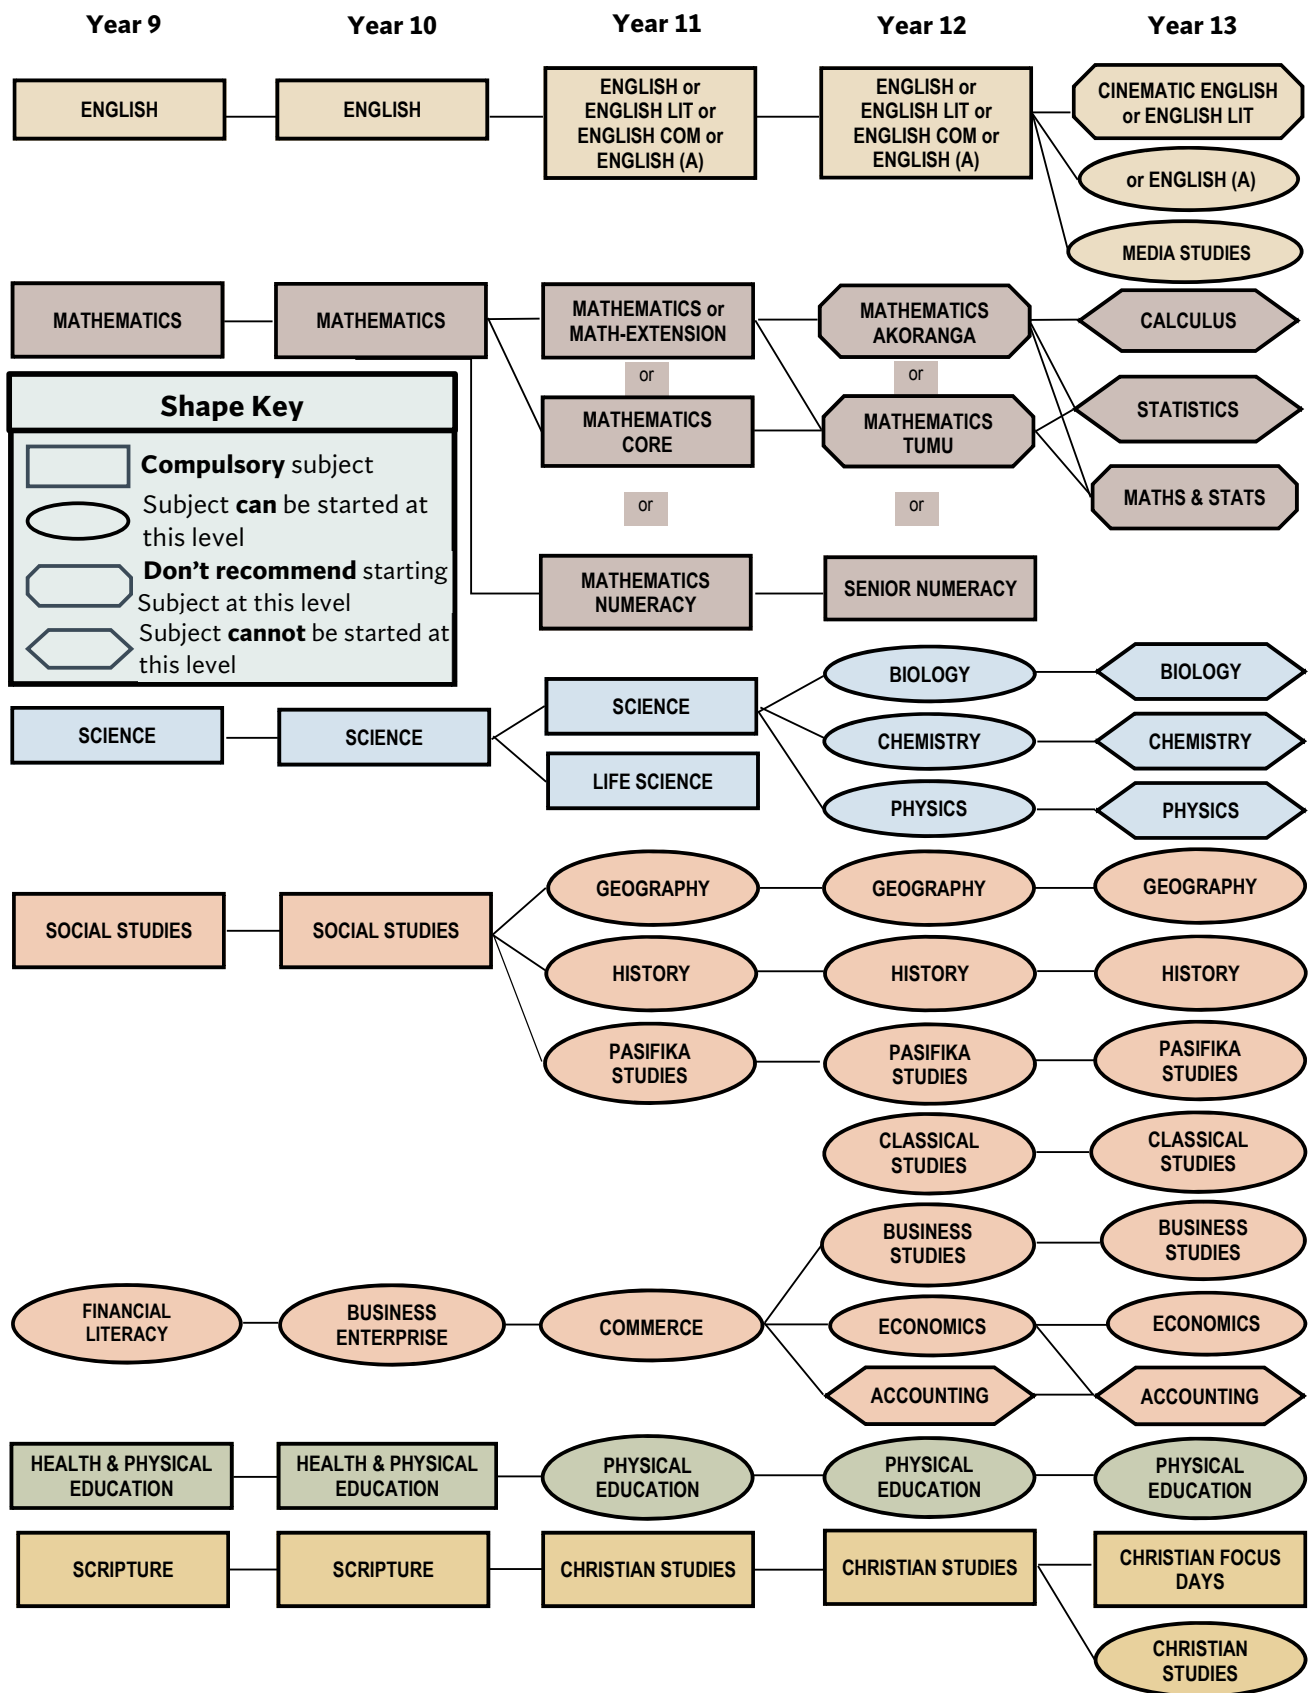 Year 9
Year 10
Year 11
Year 12
Year 13
ENGLISH
ENGLISH
ENGLISH or
ENGLISH LIT or
ENGLISH COM or
ENGLISH (A)
ENGLISH or
ENGLISH LIT or
ENGLISH COM or
ENGLISH (A)
CINEMATIC ENGLISH
or ENGLISH LIT
or ENGLISH (A)
MEDIA STUDIES
MATHEMATICS
MATHEMATICS
MATHEMATICS or
MATH-EXTENSION
or
MATHEMATICS
CORE
or
MATHEMATICS
NUMERACY
MATHEMATICS
AKORANGA
or
MATHEMATICS
TUMU
or
SENIOR NUMERACY
CALCULUS
STATISTICS
MATHS & STATS
Shape Key
Compulsory subject
Subject can be started at
this level
Don't recommend starting
Subject at this level
Subject cannot be started at
this level
SCIENCE
SCIENCE
SCIENCE
LIFE SCIENCE
BIOLOGY
BIOLOGY
CHEMISTRY
CHEMISTRY
PHYSICS
PHYSICS
SOCIAL STUDIES
SOCIAL STUDIES
GEOGRAPHY
GEOGRAPHY
GEOGRAPHY
HISTORY
HISTORY
HISTORY
PASIFIKA
STUDIES
PASIFIKA
STUDIES
PASIFIKA
STUDIES
CLASSICAL
STUDIES
CLASSICAL
STUDIES
BUSINESS
STUDIES
BUSINESS
STUDIES
FINANCIAL
LITERACY
BUSINESS
ENTERPRISE
COMMERCE
ECONOMICS
ECONOMICS
ACCOUNTING
ACCOUNTING
HEALTH & PHYSICAL
EDUCATION
HEALTH & PHYSICAL
EDUCATION
PHYSICAL
EDUCATION
PHYSICAL
EDUCATION
PHYSICAL
EDUCATION
SCRIPTURE
SCRIPTURE
CHRISTIAN STUDIES
CHRISTIAN STUDIES
CHRISTIAN FOCUS
DAYS
CHRISTIAN
STUDIES